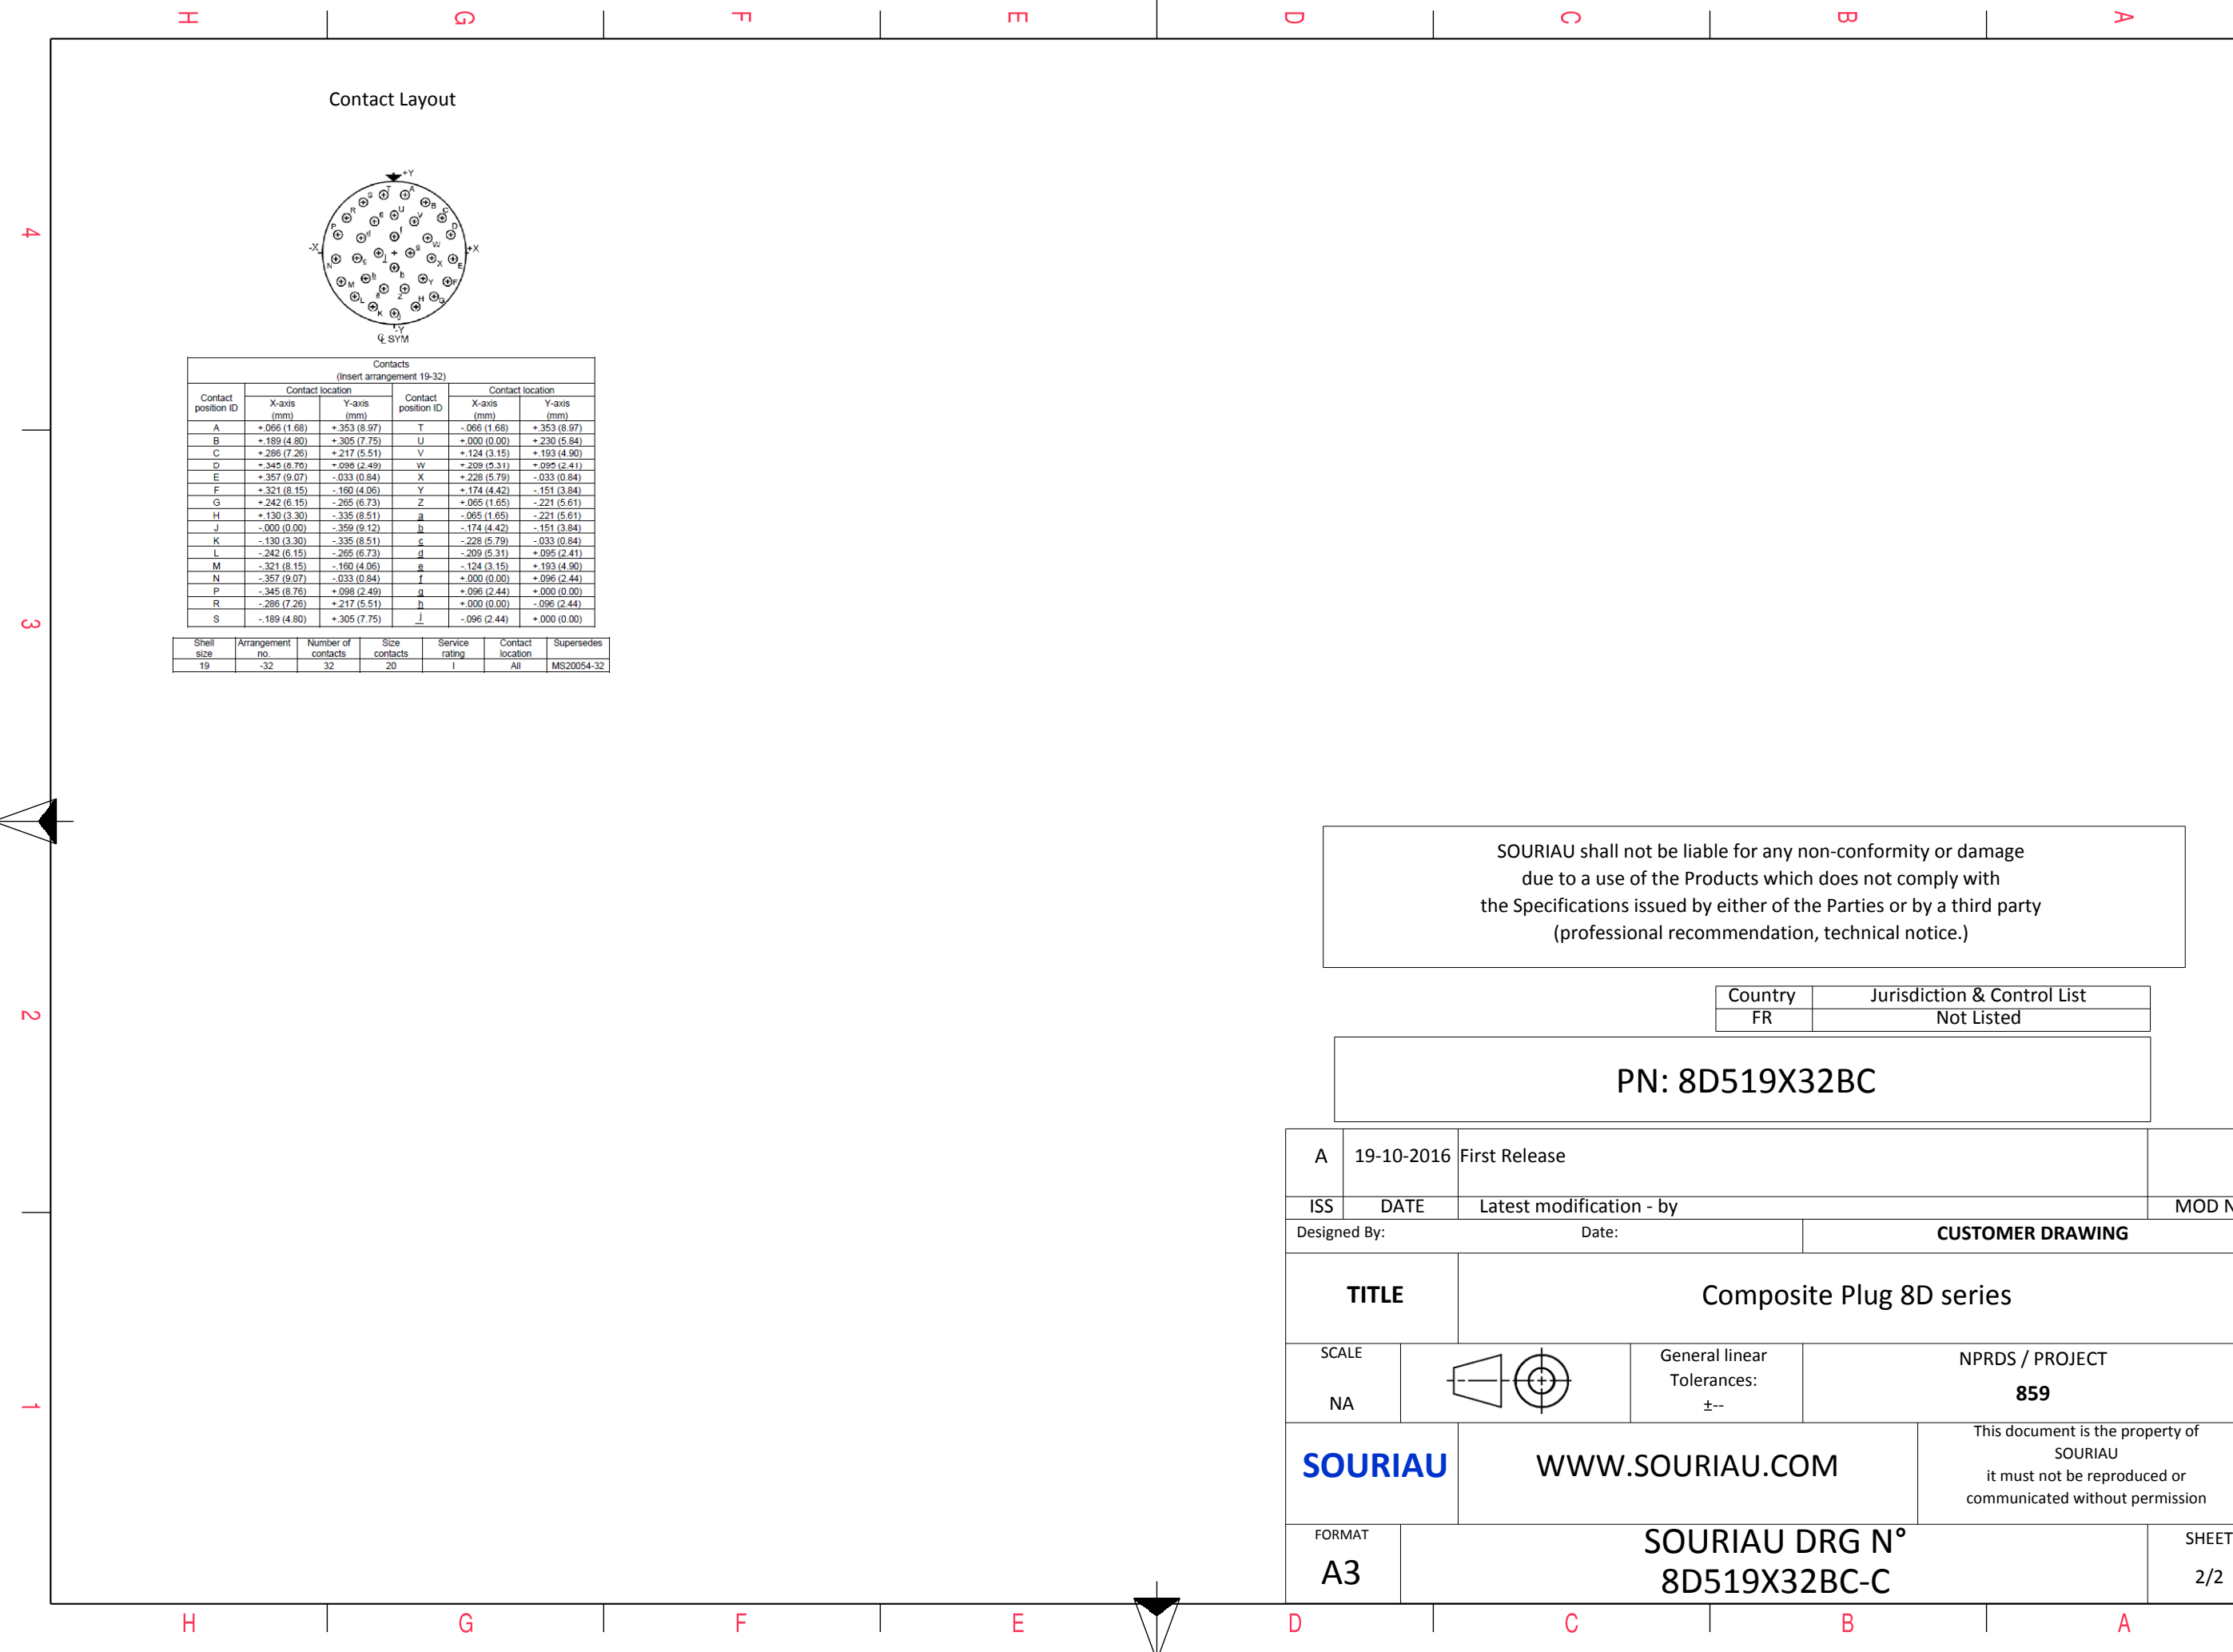 H G F E D C B A
Contact Layout
+Y
T A
S B
R e U V C
P d f W D
-X +X
j g
N c X E
M b h Y F
L a Z H G
K J
-Y
℄ SYM
Contacts
(Insert arrangement 19-32)
Contact position ID | Contact location | Contact position ID | Contact location
X-axis (mm) | Y-axis (mm) | X-axis (mm) | Y-axis (mm)
A +.066 (1.68) +.353 (8.97) T -.066 (1.68) +.353 (8.97)
B +.189 (4.80) +.305 (7.75) U +.000 (0.00) +.230 (5.84)
C +.286 (7.26) +.217 (5.51) V +.124 (3.15) +.193 (4.90)
D +.345 (8.76) +.098 (2.49) W +.209 (5.31) +.095 (2.41)
E +.357 (9.07) -.033 (0.84) X +.228 (5.79) -.033 (0.84)
F +.321 (8.15) -.160 (4.06) Y +.174 (4.42) -.151 (3.84)
G +.242 (6.15) -.265 (6.73) Z +.065 (1.65) -.221 (5.61)
H +.130 (3.30) -.335 (8.51) a -.065 (1.65) -.221 (5.61)
J -.000 (0.00) -.359 (9.12) b -.174 (4.42) -.151 (3.84)
K -.130 (3.30) -.335 (8.51) c -.228 (5.79) -.033 (0.84)
L -.242 (6.15) -.265 (6.73) d -.209 (5.31) +.095 (2.41)
M -.321 (8.15) -.160 (4.06) e -.124 (3.15) +.193 (4.90)
N -.357 (9.07) -.033 (0.84) f +.000 (0.00) +.096 (2.44)
P -.345 (8.76) +.098 (2.49) g +.096 (2.44) +.000 (0.00)
R -.286 (7.26) +.217 (5.51) h +.000 (0.00) -.096 (2.44)
S -.189 (4.80) +.305 (7.75) j -.096 (2.44) +.000 (0.00)
Shell size | Arrangement no. | Number of contacts | Size contacts | Service rating | Contact location | Supersedes
19 -32 32 20 I All MS20054-32
4
3
2
1
SOURIAU shall not be liable for any non-conformity or damage
due to a use of the Products which does not comply with
the Specifications issued by either of the Parties or by a third party
(professional recommendation, technical notice.)
Country Jurisdiction & Control List
FR Not Listed
PN: 8D519X32BC
A 19-10-2016 First Release
ISS DATE Latest modification - by MOD N
Designed By: Date: CUSTOMER DRAWING
TITLE Composite Plug 8D series
SCALE
NA
General linear
Tolerances:
±--
NPRDS / PROJECT
859
SOURIAU
WWW.SOURIAU.COM
This document is the property of
SOURIAU
it must not be reproduced or
communicated without permission
FORMAT
A3
SOURIAU DRG N°
8D519X32BC-C
SHEET
2/2
H G F E D C B A